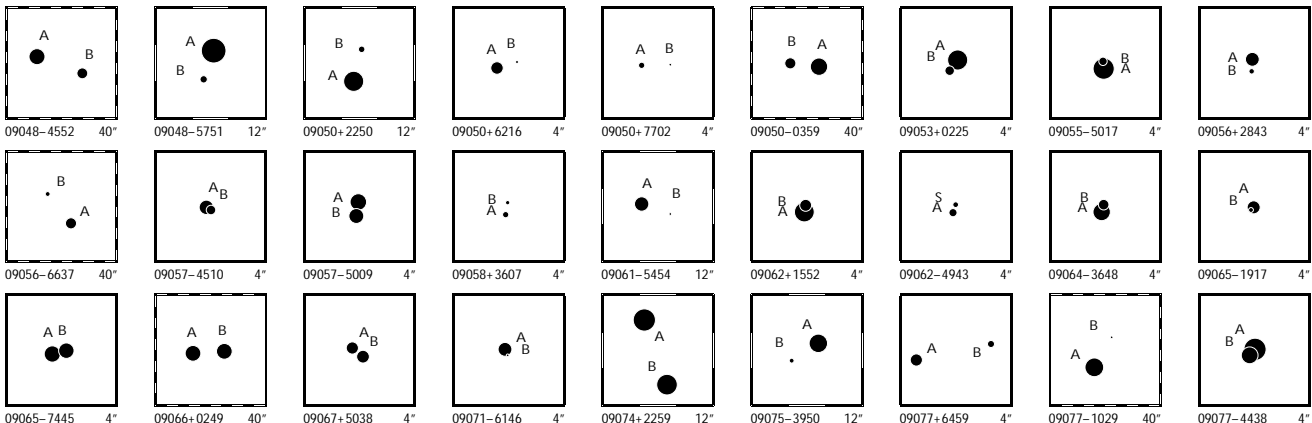 A B
09048−4552 40″
A B
09048−5751 12″
B A
09050+2250 12″
A B
09050+6216 4″
A B
09050+7702 4″
B A
09050−0359 40″
A B
09053+0225 4″
B A
09055−5017 4″
A B
09056+2843 4″
B A
09056−6637 40″
A B
09057−4510 4″
A B
09057−5009 4″
B A
09058+3607 4″
A B
09061−5454 12″
B A
09062+1552 4″
S A
09062−4943 4″
B A
09064−3648 4″
A B
09065−1917 4″
A B
09065−7445 4″
A B
09066+0249 40″
A B
09067+5038 4″
A B
09071−6146 4″
A B
09074+2259 12″
A B
09075−3950 12″
A B
09077+6459 4″
B A
09077−1029 40″
A B
09077−4438 4″